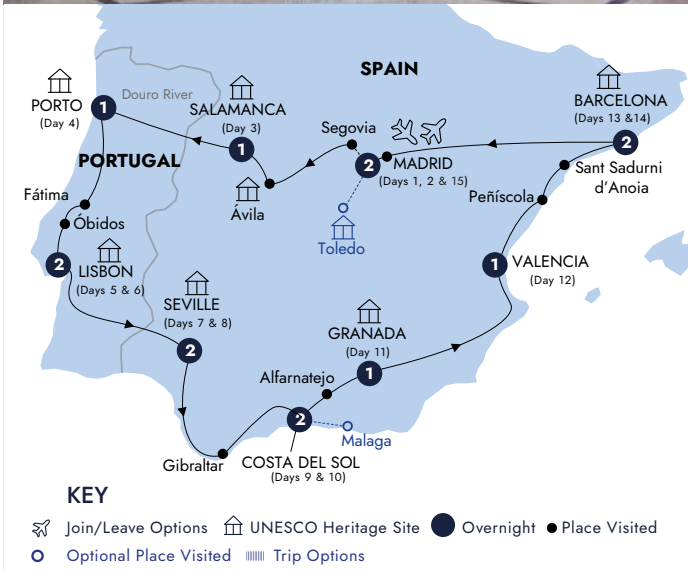 SPAIN
PORTO
(Day 4)
1
Douro River
SALAMANCA
(Day 3)
1
Segovia
2
MADRID
(Days 1, 2 & 15)
BARCELONA
(Days 13 &14)
2
Sant Sadurni
d’Anoia
PORTUGAL
Ávila
Toledo
Peñíscola
Fátima
Óbidos
2
LISBON
(Days 5 & 6)
1
VALENCIA
(Day 12)
SEVILLE
(Days 7 & 8)
2
GRANADA
(Day 11)
1
Alfarnatejo
2
Malaga
Gibraltar
COSTA DEL SOL
(Days 9 & 10)
KEY
Join/Leave Options
UNESCO Heritage Site
Overnight
Place Visited
Optional Place Visited
Trip Options